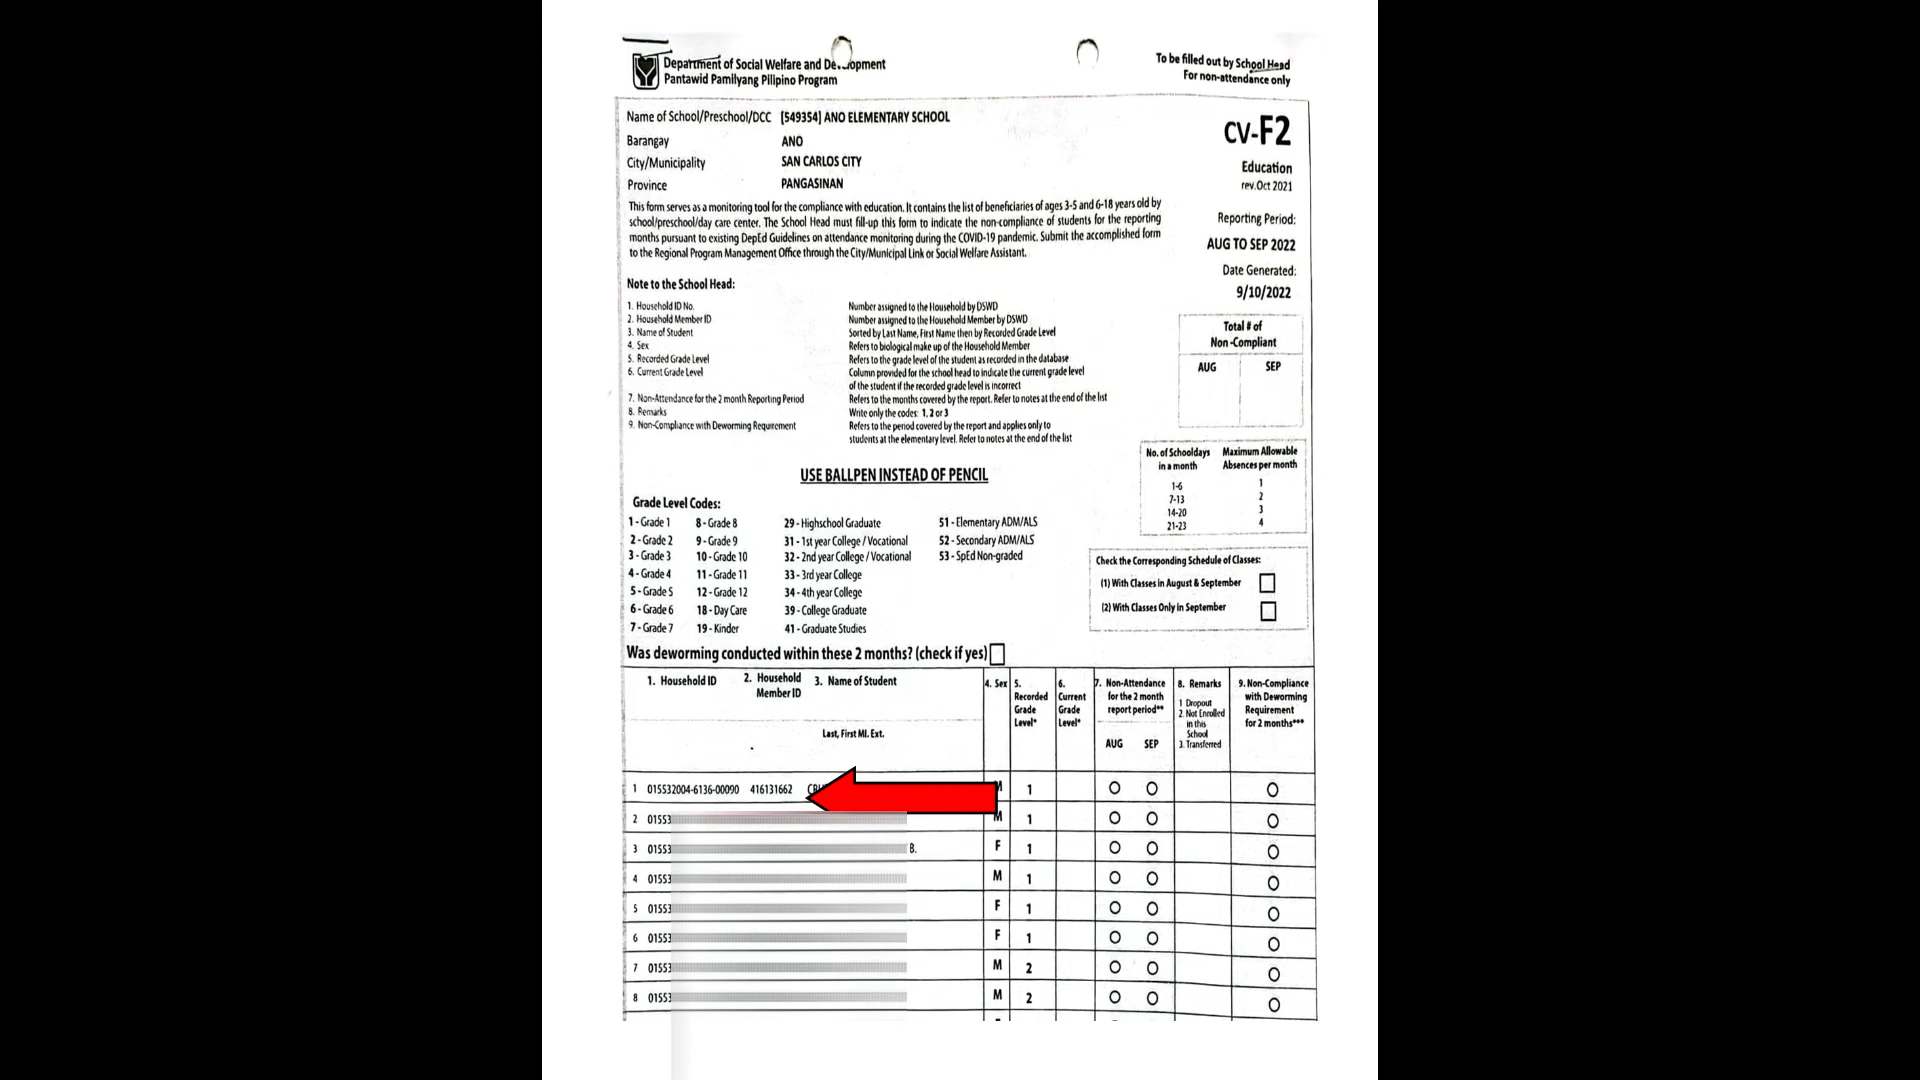 Department of Social Welfare and Development
Pantawid Pamilyang Pilipino Program
To be filled out by School Head
For non-attendance only
Name of School/Preschool/DCC [549354] ANO ELEMENTARY SCHOOL
Barangay ANO
City/Municipality SAN CARLOS CITY
Province PANGASINAN
CV-F2
Education
rev.Oct 2021
This form serves as a monitoring tool for the compliance with education. It contains the list of beneficiaries of ages 3-5 and 6-18 years old by
school/preschool/day care center. The School Head must fill-up this form to indicate the non-compliance of students for the reporting
months pursuant to existing DepEd Guidelines on attendance monitoring during the COVID-19 pandemic. Submit the accomplished form
to the Regional Program Management Office through the City/Municipal Link or Social Welfare Assistant.
Reporting Period:
AUG TO SEP 2022
Date Generated:
9/10/2022
Note to the School Head:
1. Household ID No. Number assigned to the Household by DSWD
2. Household Member ID Number assigned to the Household Member by DSWD
3. Name of Student Sorted by Last Name, First Name then by Recorded Grade Level
4. Sex Refers to biological make up of the Household Member
5. Recorded Grade Level Refers to the grade level of the student as recorded in the database
6. Current Grade Level Column provided for the school head to indicate the current grade level
of the student if the recorded grade level is incorrect
7. Non-Attendance for the 2 month Reporting Period Refers to the months covered by the report. Refer to notes at the end of the list
8. Remarks Write only the codes: 1, 2 or 3
9. Non-Compliance with Deworming Requirement Refers to the period covered by the report and applies only to
students at the elementary level. Refer to notes at the end of the list
Total # of
Non-Compliant
AUG SEP
No. of Schooldays Maximum Allowable
in a month Absences per month
1-6 1
7-13 2
14-20 3
21-23 4
USE BALLPEN INSTEAD OF PENCIL
Grade Level Codes:
1 - Grade 1 8 - Grade 8 29 - Highschool Graduate 51 - Elementary ADM/ALS
2 - Grade 2 9 - Grade 9 31 - 1st year College / Vocational 52 - Secondary ADM/ALS
3 - Grade 3 10 - Grade 10 32 - 2nd year College / Vocational 53 - SpEd Non-graded
4 - Grade 4 11 - Grade 11 33 - 3rd year College
5 - Grade 5 12 - Grade 12 34 - 4th year College
6 - Grade 6 18 - Day Care 39 - College Graduate
7 - Grade 7 19 - Kinder 41 - Graduate Studies
Check the Corresponding Schedule of Classes:
(1) With Classes in August & September
(2) With Classes Only in September
Was deworming conducted within these 2 months? (check if yes)
1. Household ID
2. Household
Member ID
3. Name of Student
Last, First MI. Ext.
4. Sex
5.
Recorded
Grade
Level*
6.
Current
Grade
Level*
7. Non-Attendance
for the 2 month
report period**
AUG SEP
8. Remarks
1 Dropout
2. Not Enrolled
in this
School
3. Transferred
9. Non-Compliance
with Deworming
Requirement
for 2 months***
1 015532004-6136-00090 416131662 M 1
2 01553 M 1
3 01553 B. F 1
4 01553 M 1
5 01553 F 1
6 01553 F 1
7 01553 M 2
8 01553 M 2